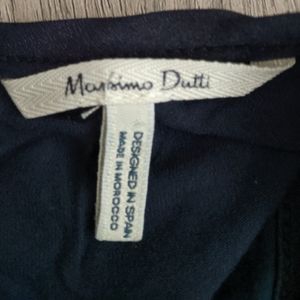 Massimo Dutti
DESIGNED IN SPAIN
MADE IN MOROCCO